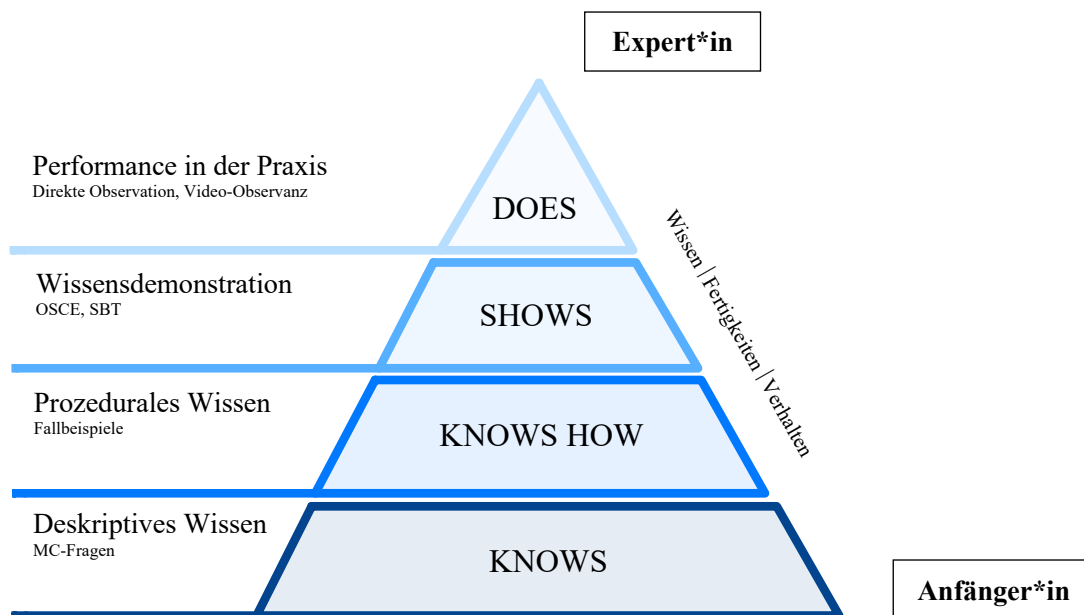 Expert*in
Performance in der Praxis
Direkte Observation, Video-Observanz
DOES
Wissensdemonstration
OSCE, SBT
SHOWS
Wissen | Fertigkeiten | Verhalten
Prozedurales Wissen
Fallbeispiele
KNOWS HOW
Deskriptives Wissen
MC-Fragen
KNOWS
Anfänger*in